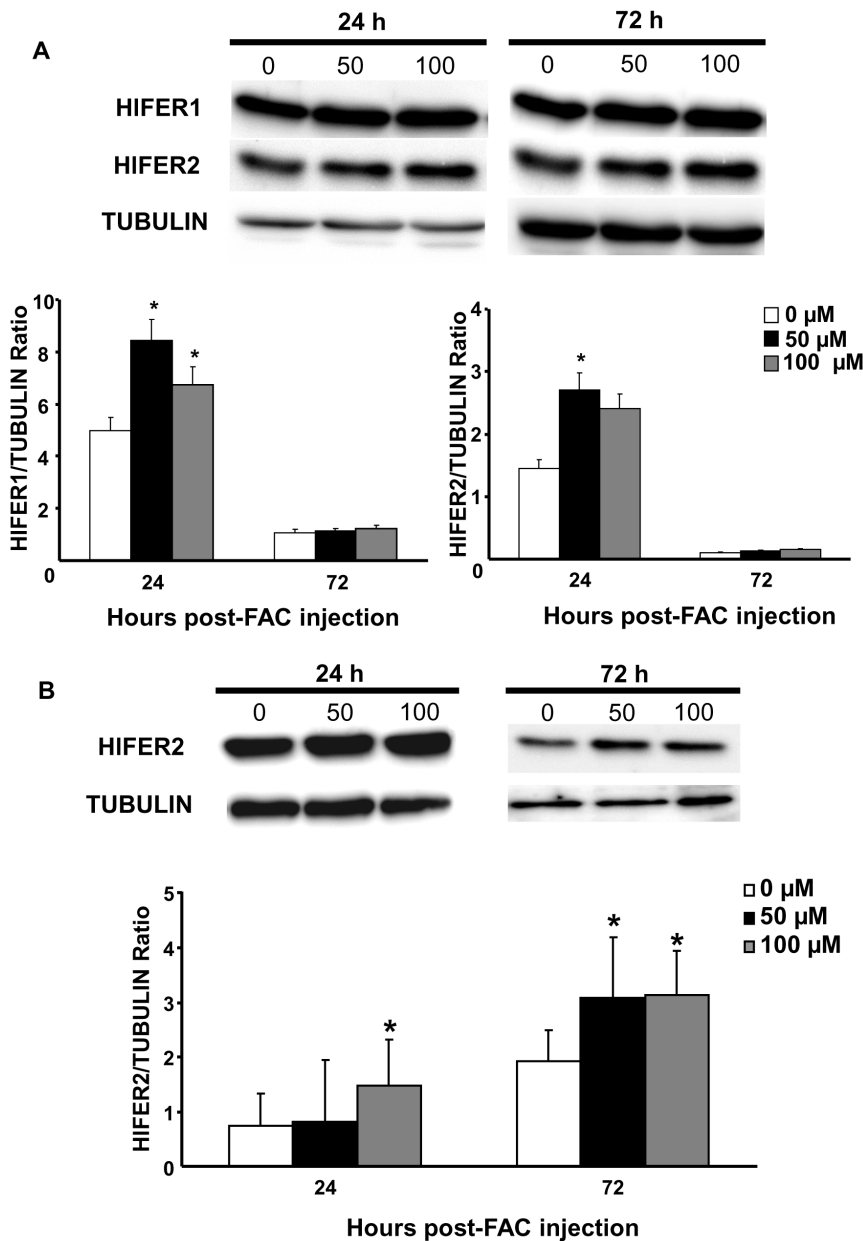 24 h 72 h
A
0 50 100 0 50 100
HIFER1
HIFER2
TUBULIN
HIFER1/TUBULIN Ratio
10
8
6
4
2
0
* *
24 72
Hours post-FAC injection
HIFER2/TUBULIN Ratio
4
3
2
1
0
*
24 72
Hours post-FAC injection
0 µM
50 µM
100 µM
24 h 72 h
B
0 50 100 0 50 100
HIFER2
TUBULIN
HIFER2/TUBULIN Ratio
5
4
3
2
1
0
* * *
24 72
Hours post-FAC injection
0 µM
50 µM
100 µM